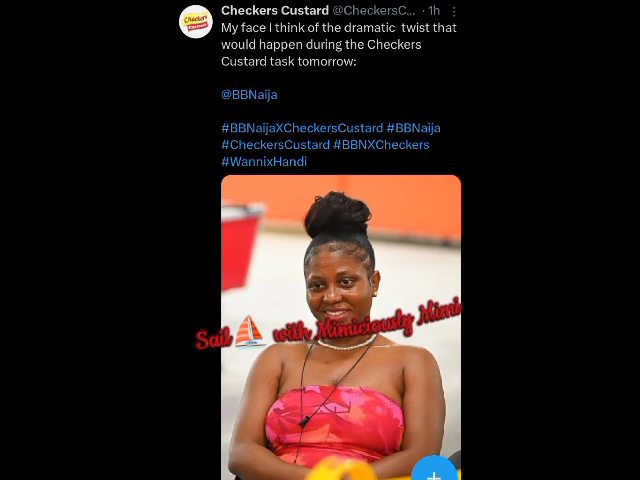 Checkers Custard @CheckersC... · 1h
My face I think of the dramatic twist that
would happen during the Checkers
Custard task tomorrow:
@BBNaija
#BBNaijaXCheckersCustard #BBNaija
#CheckersCustard #BBNXCheckers
#WannixHandi
Sail ⛵ with Mimiciously Mimi